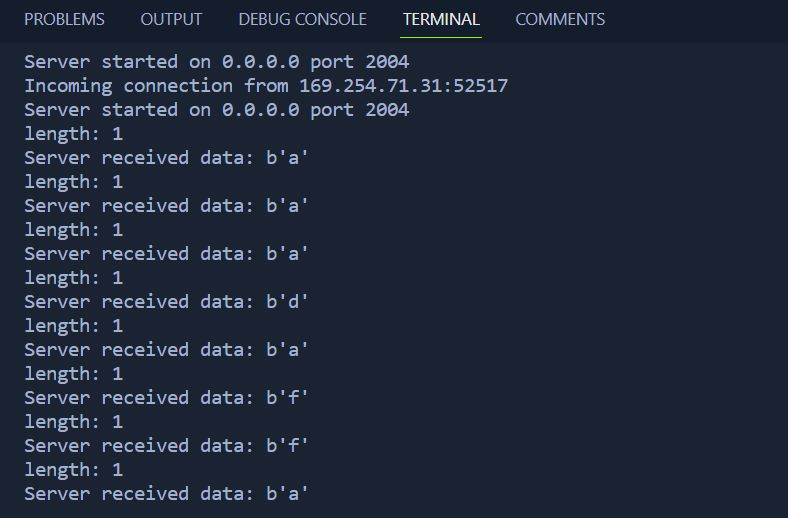 PROBLEMS OUTPUT DEBUG CONSOLE TERMINAL COMMENTS
Server started on 0.0.0.0 port 2004
Incoming connection from 169.254.71.31:52517
Server started on 0.0.0.0 port 2004
length: 1
Server received data: b'a'
length: 1
Server received data: b'a'
length: 1
Server received data: b'a'
length: 1
Server received data: b'd'
length: 1
Server received data: b'a'
length: 1
Server received data: b'f'
length: 1
Server received data: b'f'
length: 1
Server received data: b'a'